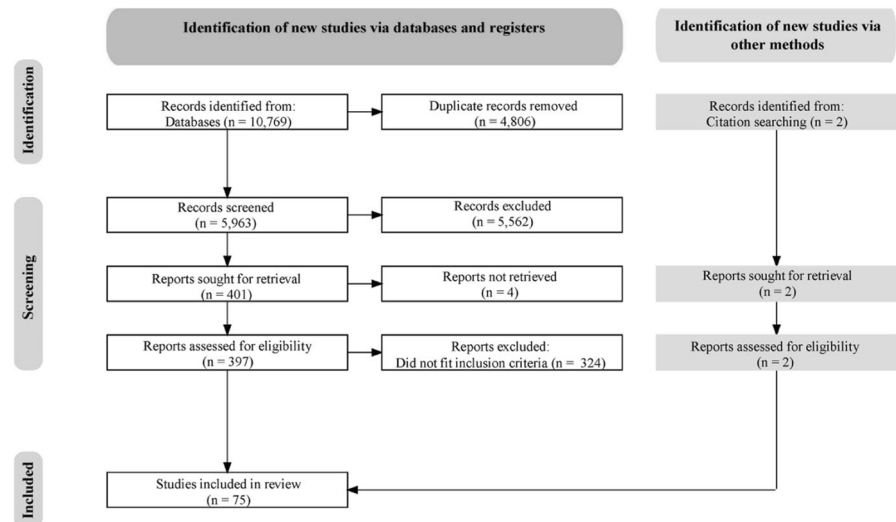 Identification of new studies via databases and registers
Identification of new studies via
other methods
Identification
Records identified from:
Databases (n = 10,769)
Duplicate records removed
(n = 4,806)
Records identified from:
Citation searching (n = 2)
Screening
Records screened
(n = 5,963)
Records excluded
(n = 5,562)
Reports sought for retrieval
(n = 401)
Reports not retrieved
(n = 4)
Reports sought for retrieval
(n = 2)
Reports assessed for eligibility
(n = 397)
Reports excluded:
Did not fit inclusion criteria (n = 324)
Reports assessed for eligibility
(n = 2)
Included
Studies included in review
(n = 75)